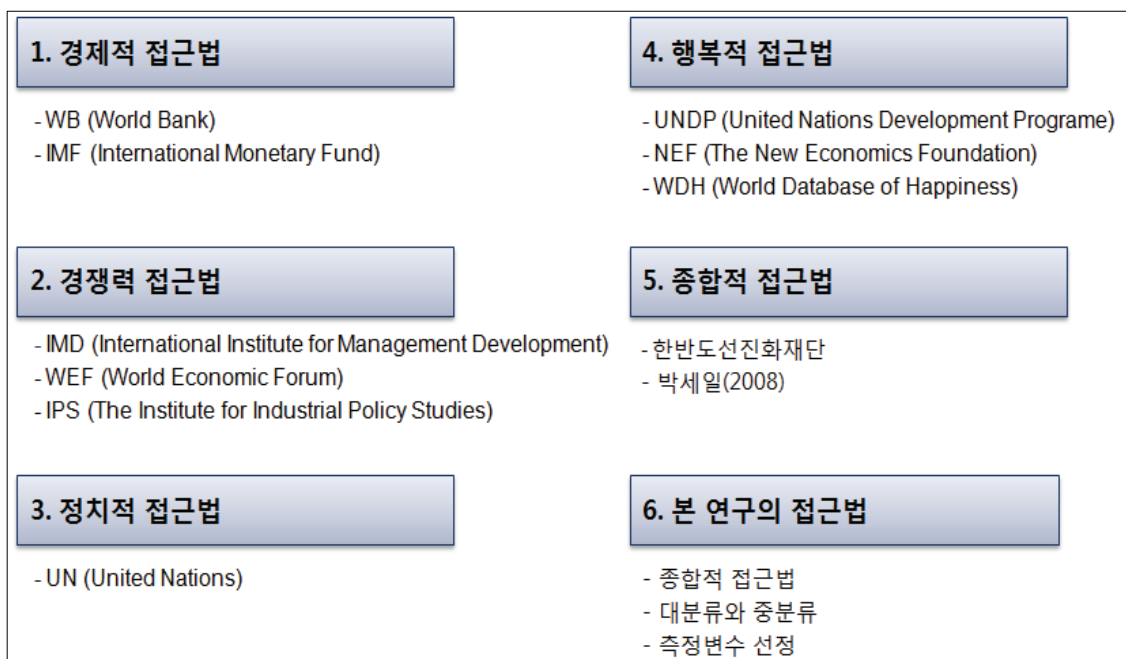 1. 경제적 접근법
- WB (World Bank)
- IMF (International Monetary Fund)
2. 경쟁력 접근법
- IMD (International Institute for Management Development)
- WEF (World Economic Forum)
- IPS (The Institute for Industrial Policy Studies)
3. 정치적 접근법
- UN (United Nations)
4. 행복적 접근법
- UNDP (United Nations Development Programe)
- NEF (The New Economics Foundation)
- WDH (World Database of Happiness)
5. 종합적 접근법
- 한반도선진화재단
- 박세일(2008)
6. 본 연구의 접근법
- 종합적 접근법
- 대분류와 중분류
- 측정변수 선정